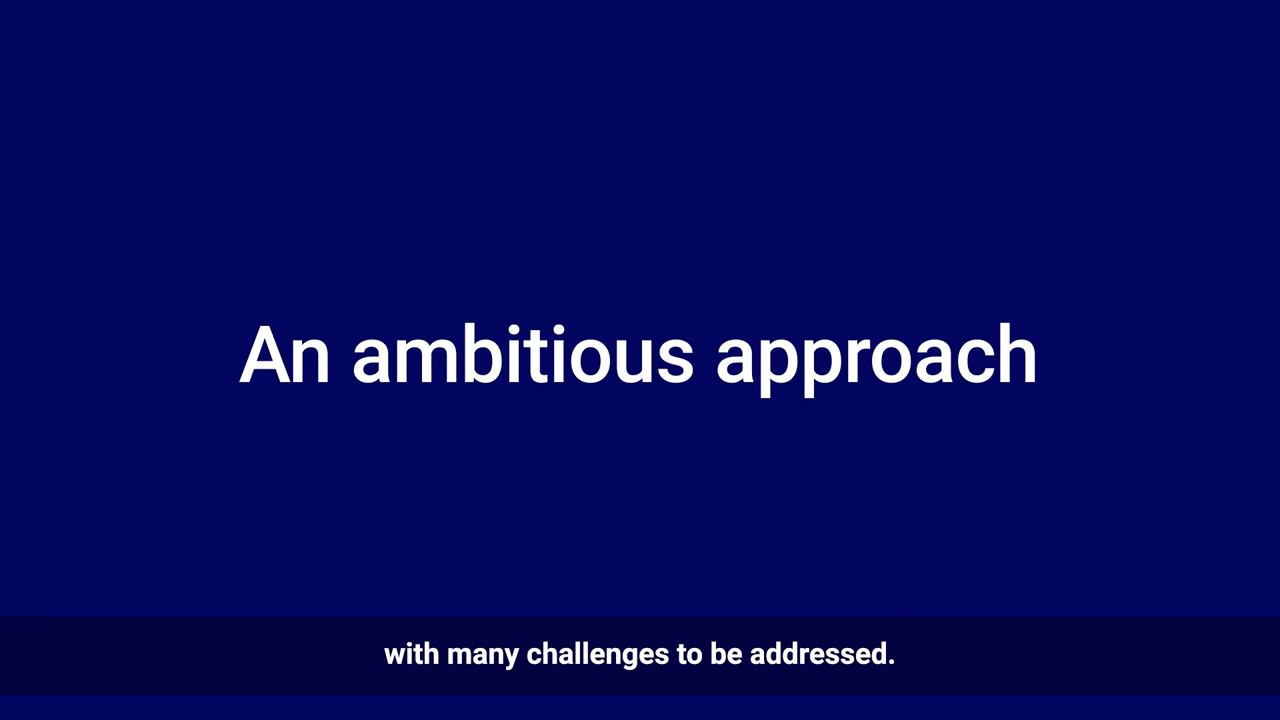 An ambitious approach
with many challenges to be addressed.